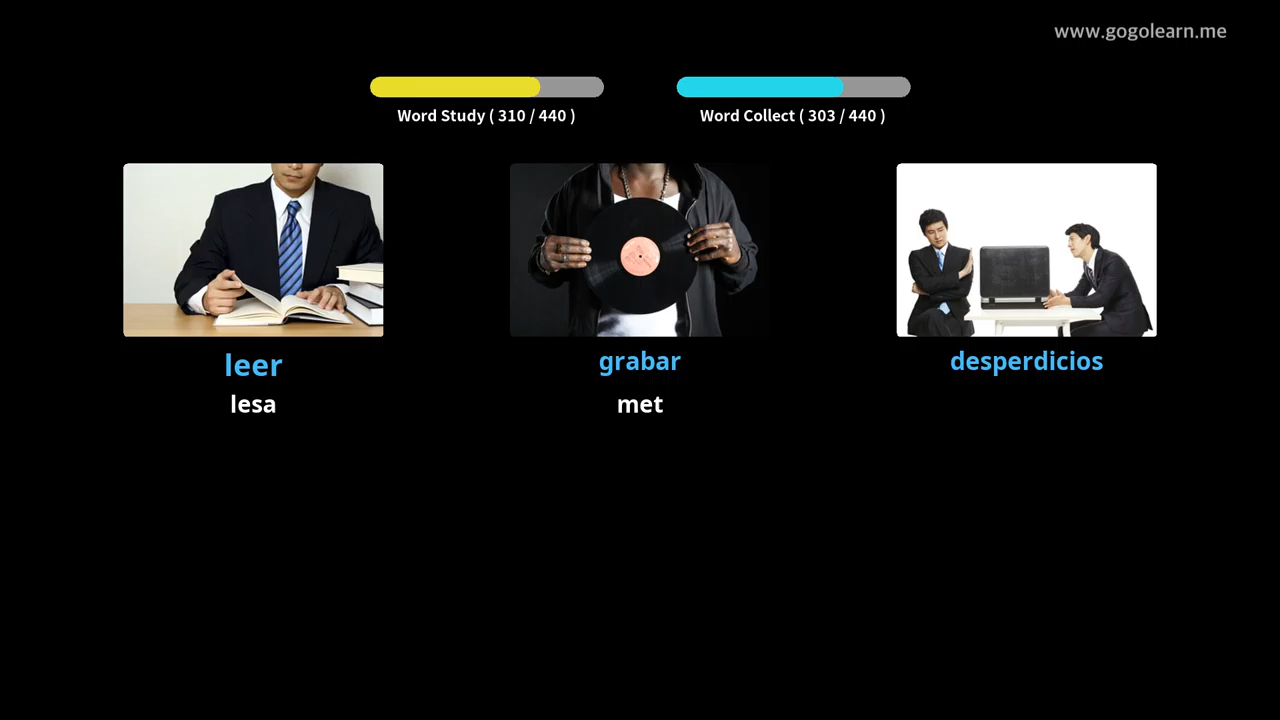 www.gogolearn.me
Word Study ( 310 / 440 )
Word Collect ( 303 / 440 )
leer
grabar
desperdicios
lesa
met